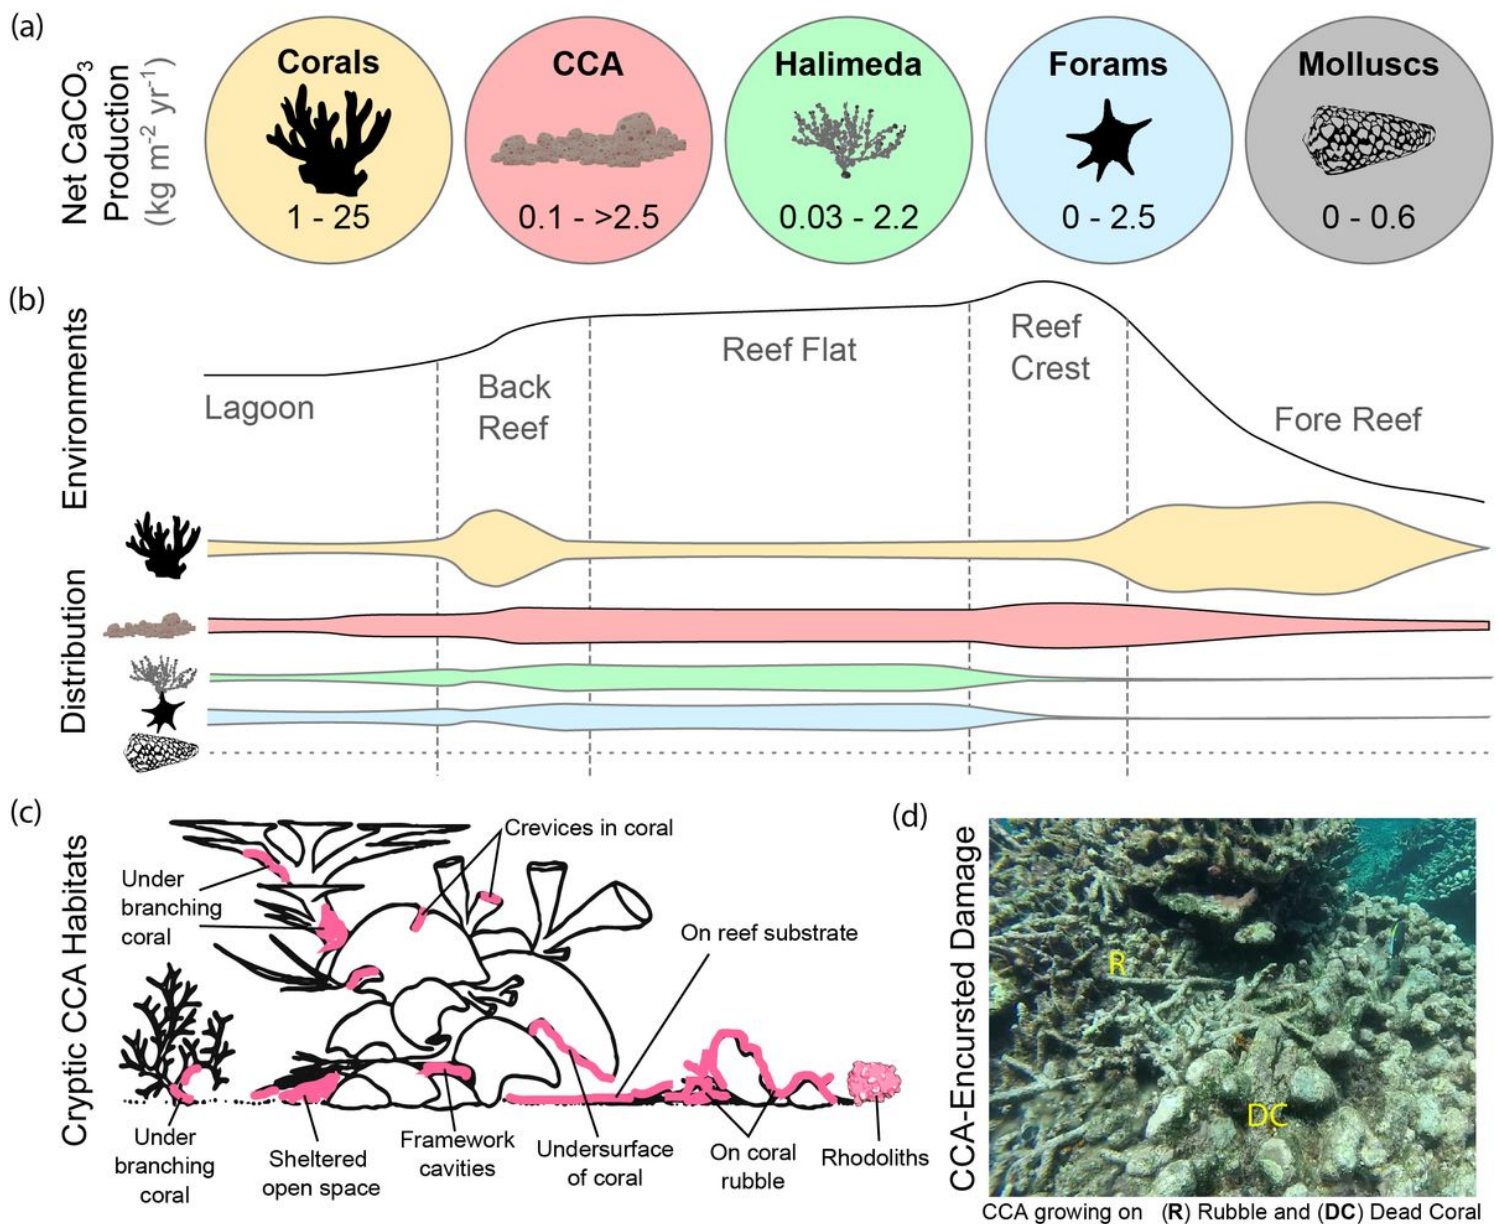 (a)
Net CaCO3
Production
(kg m-2 yr-1)
Corals
1 - 25
CCA
0.1 - >2.5
Halimeda
0.03 - 2.2
Forams
0 - 2.5
Molluscs
0 - 0.6
(b)
Environments
Lagoon
Back
Reef
Reef Flat
Reef
Crest
Fore Reef
Distribution
(c)
Cryptic CCA Habitats
Crevices in coral
Under
branching
coral
On reef substrate
Under
branching
coral
Sheltered
open space
Framework
cavities
Undersurface
of coral
On coral
rubble
Rhodoliths
(d)
CCA-Encursted Damage
R
DC
CCA growing on (R) Rubble and (DC) Dead Coral